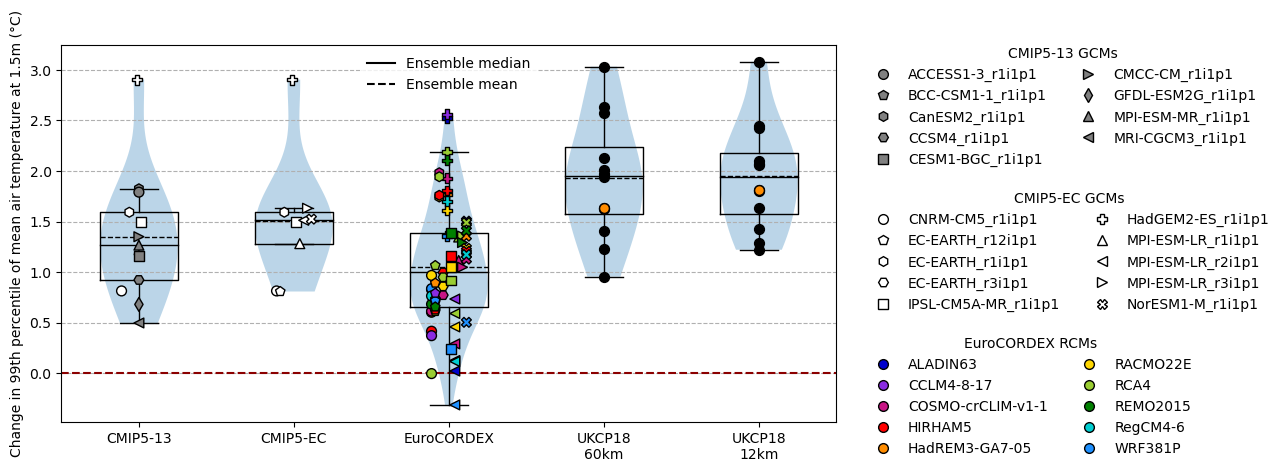 Change in 99th percentile of mean air temperature at 1.5m (°C)
3.0
2.5
2.0
1.5
1.0
0.5
0.0
Ensemble median
Ensemble mean
CMIP5-13
CMIP5-EC
EuroCORDEX
UKCP18
60km
UKCP18
12km
CMIP5-13 GCMs
ACCESS1-3_r1i1p1
BCC-CSM1-1_r1i1p1
CanESM2_r1i1p1
CCSM4_r1i1p1
CESM1-BGC_r1i1p1
CMCC-CM_r1i1p1
GFDL-ESM2G_r1i1p1
MPI-ESM-MR_r1i1p1
MRI-CGCM3_r1i1p1
CMIP5-EC GCMs
CNRM-CM5_r1i1p1
EC-EARTH_r12i1p1
EC-EARTH_r1i1p1
EC-EARTH_r3i1p1
IPSL-CM5A-MR_r1i1p1
HadGEM2-ES_r1i1p1
MPI-ESM-LR_r1i1p1
MPI-ESM-LR_r2i1p1
MPI-ESM-LR_r3i1p1
NorESM1-M_r1i1p1
EuroCORDEX RCMs
ALADIN63
CCLM4-8-17
COSMO-crCLIM-v1-1
HIRHAM5
HadREM3-GA7-05
RACMO22E
RCA4
REMO2015
RegCM4-6
WRF381P